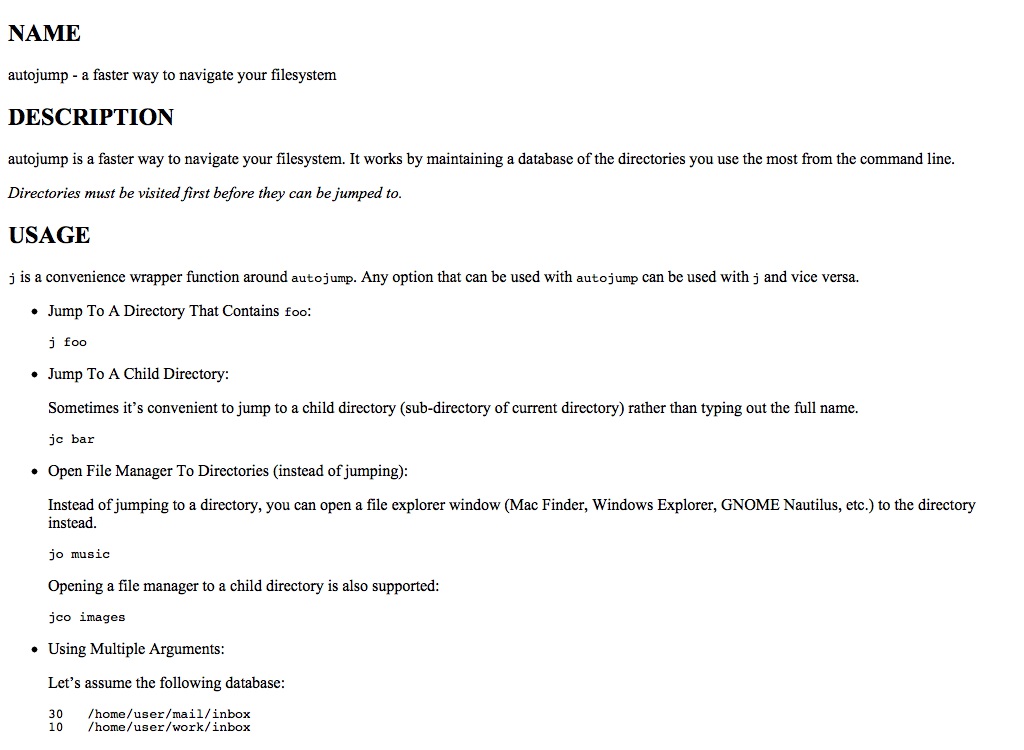 NAME
autojump - a faster way to navigate your filesystem
DESCRIPTION
autojump is a faster way to navigate your filesystem. It works by maintaining a database of the directories you use the most from the command line.
Directories must be visited first before they can be jumped to.
USAGE
j is a convenience wrapper function around autojump. Any option that can be used with autojump can be used with j and vice versa.
• Jump To A Directory That Contains foo:
j foo
• Jump To A Child Directory:
Sometimes it’s convenient to jump to a child directory (sub-directory of current directory) rather than typing out the full name.
jc bar
• Open File Manager To Directories (instead of jumping):
Instead of jumping to a directory, you can open a file explorer window (Mac Finder, Windows Explorer, GNOME Nautilus, etc.) to the directory
instead.
jo music
Opening a file manager to a child directory is also supported:
jco images
• Using Multiple Arguments:
Let’s assume the following database:
30   /home/user/mail/inbox
10   /home/user/work/inbox